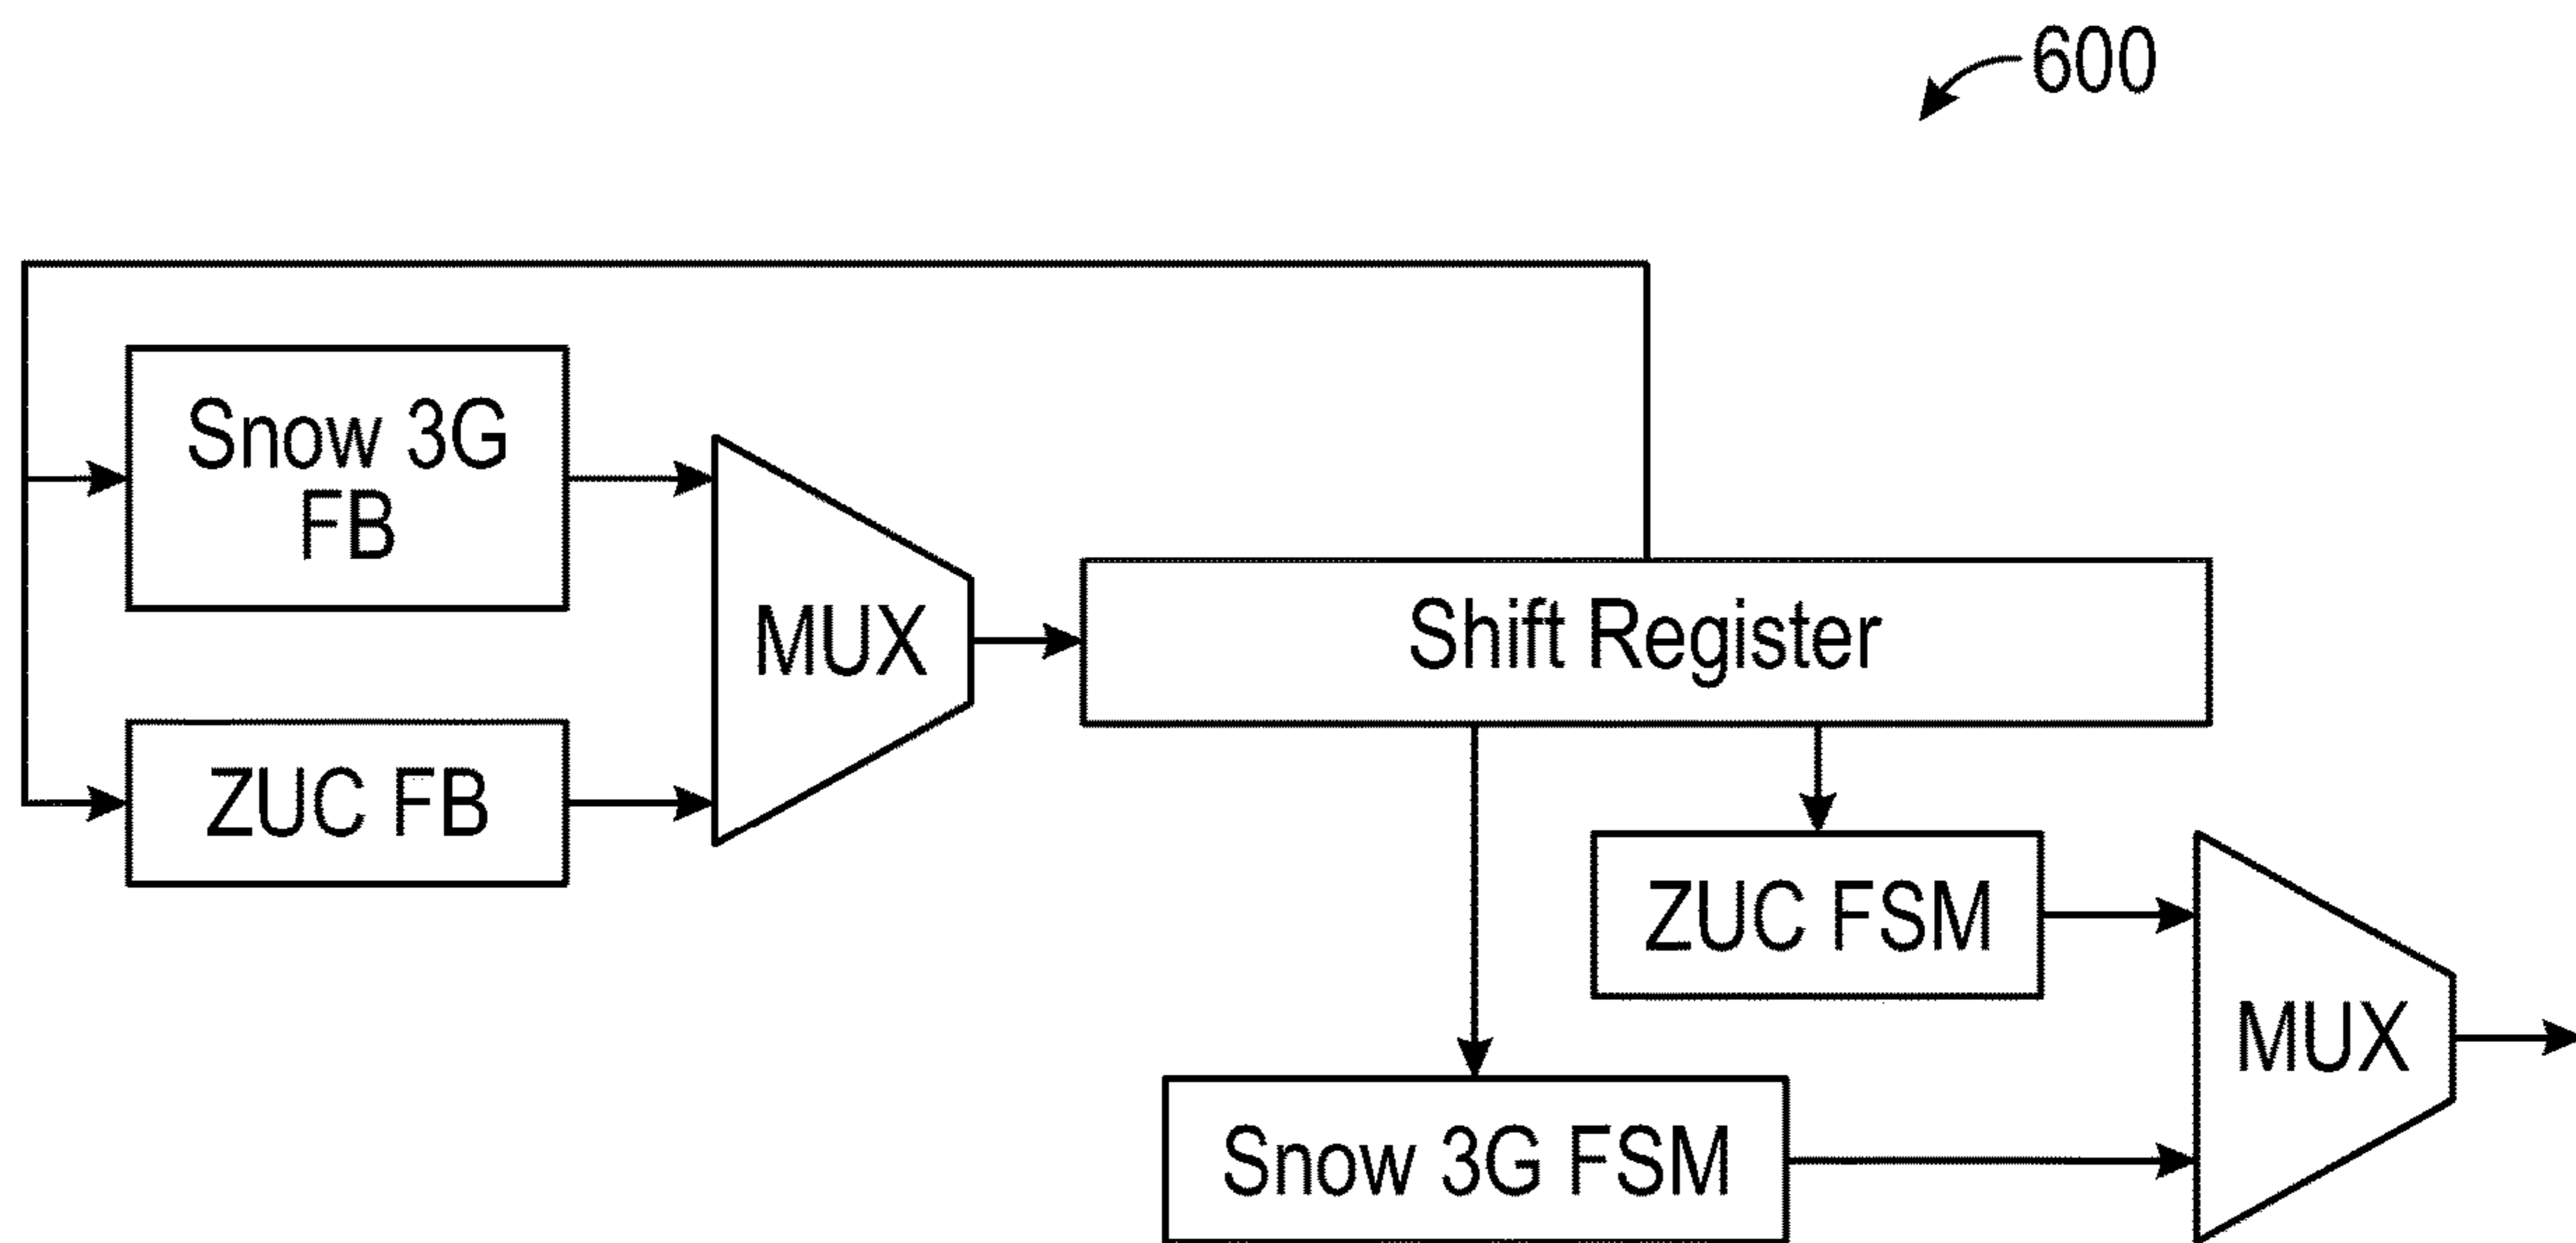 600
Snow 3G
FB
MUX
Shift Register
ZUC FB
ZUC FSM
MUX
Snow 3G FSM